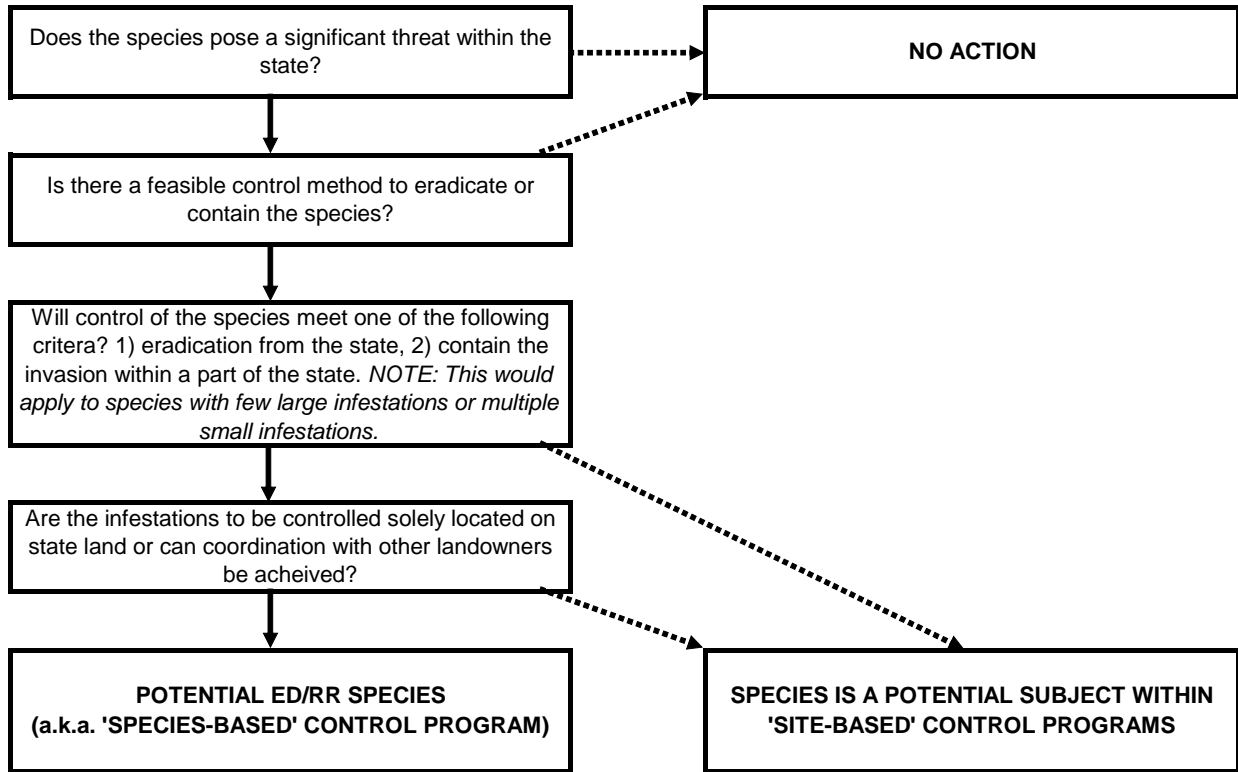 Does the species pose a significant threat within the
state?
NO ACTION
Is there a feasible control method to eradicate or
contain the species?
Will control of the species meet one of the following
critera? 1) eradication from the state, 2) contain the
invasion within a part of the state. NOTE: This would
apply to species with few large infestations or multiple
small infestations.
Are the infestations to be controlled solely located on
state land or can coordination with other landowners
be acheived?
POTENTIAL ED/RR SPECIES
(a.k.a. 'SPECIES-BASED' CONTROL PROGRAM)
SPECIES IS A POTENTIAL SUBJECT WITHIN
'SITE-BASED' CONTROL PROGRAMS